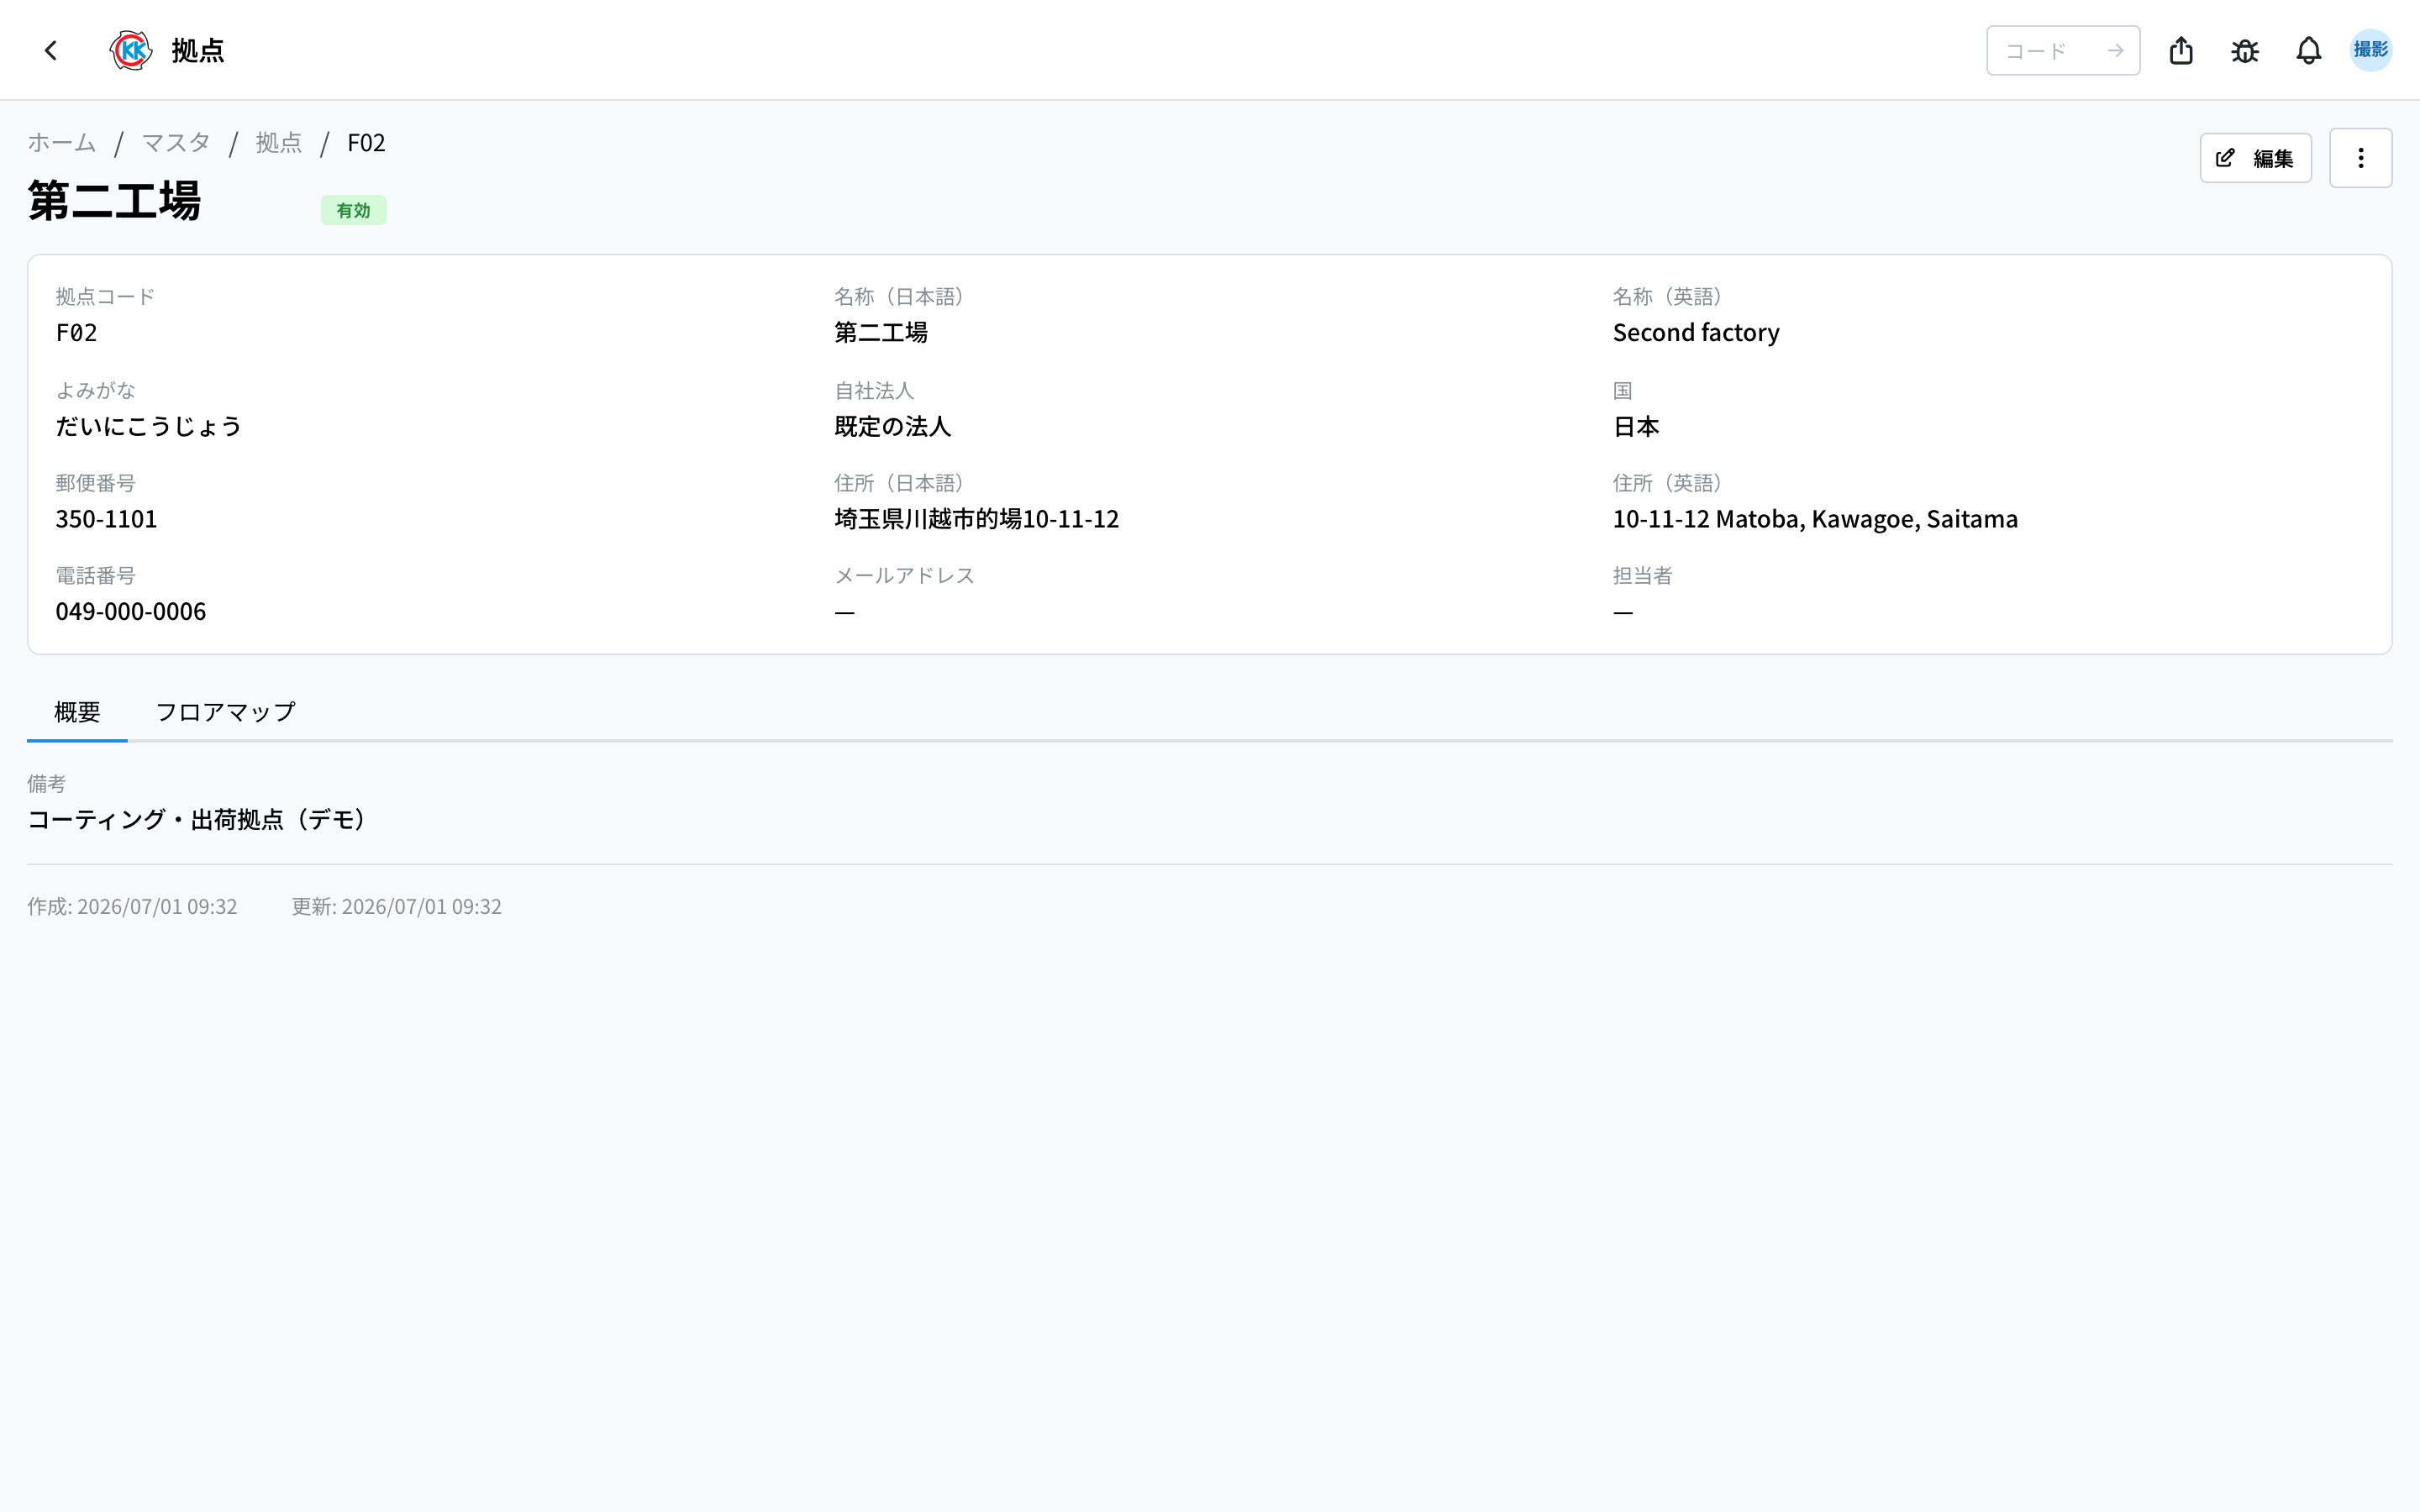 KK 拠点
コード
撮影
ホーム / マスタ / 拠点 / F02
編集
第二工場
有効
拠点コード
F02
名称（日本語）
第二工場
名称（英語）
Second factory
よみがな
だいにこうじょう
自社法人
既定の法人
国
日本
郵便番号
350-1101
住所（日本語）
埼玉県川越市的場10-11-12
住所（英語）
10-11-12 Matoba, Kawagoe, Saitama
電話番号
049-000-0006
メールアドレス
—
担当者
—
概要
フロアマップ
備考
コーティング・出荷拠点（デモ）
作成: 2026/07/01 09:32
更新: 2026/07/01 09:32